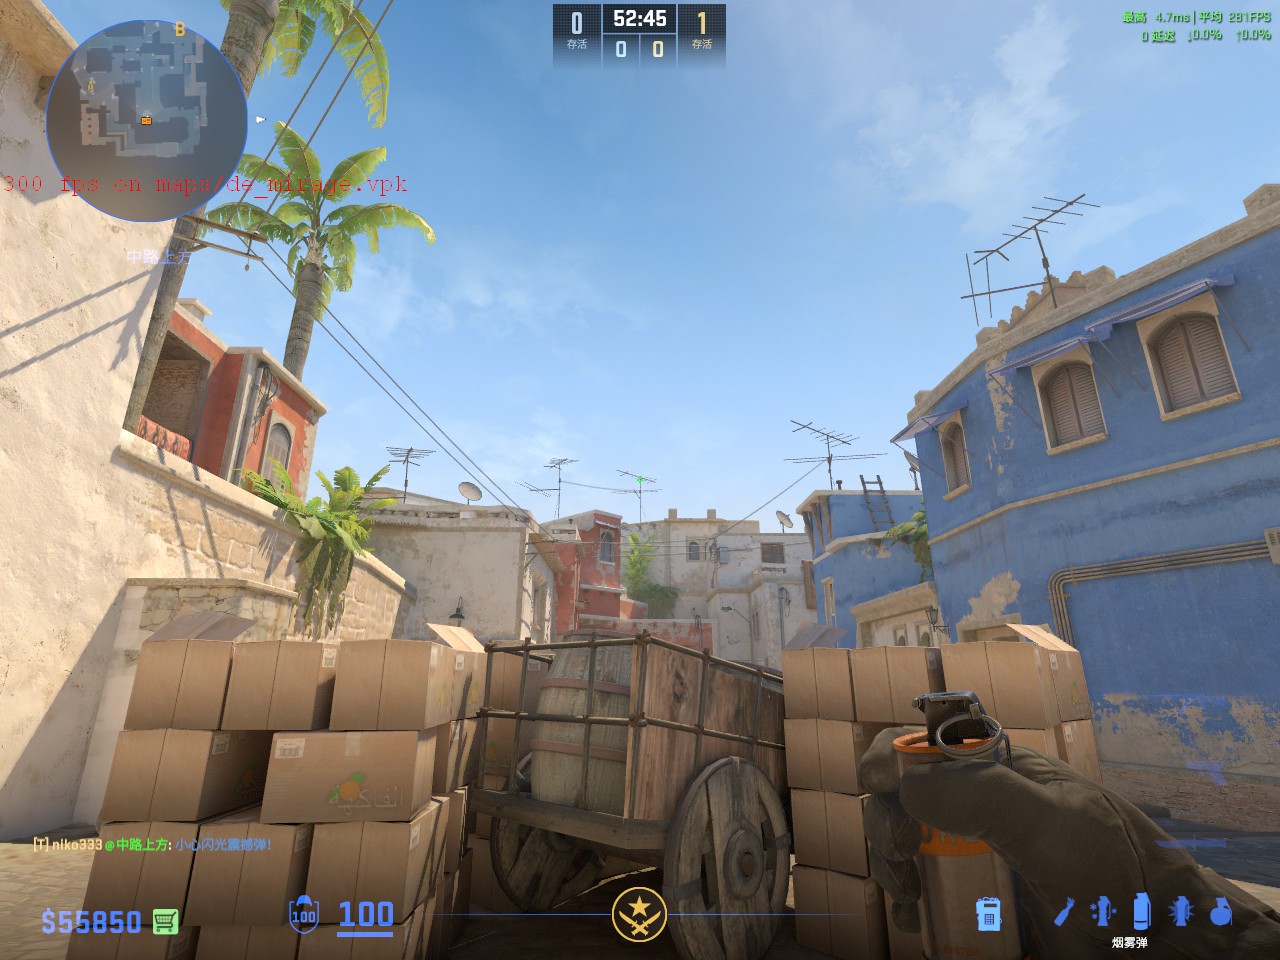 B
0
52:45
1
存活
0
0
存活
最高 4.7ms | 平均 281FPS
0 延迟 ↓0.0% ↑0.0%
300 fps on maps/de_mirage.vpk
中路上方
الفاكهة
[T] niko333@中路上方: 小心闪光震撼弹!
$55850
100
100
烟雾弹